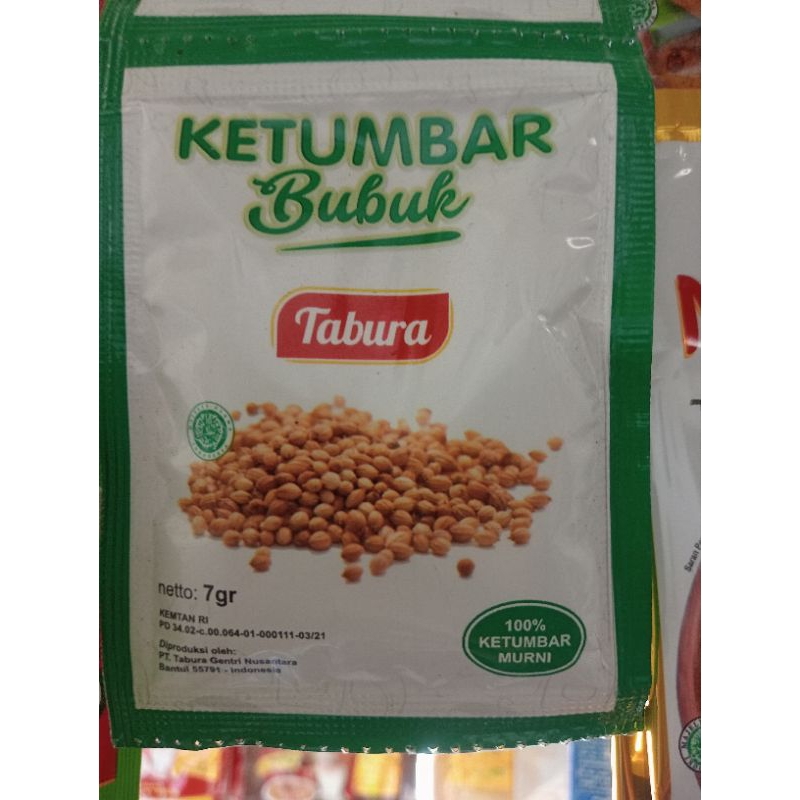 KETUMBAR
Bubuk
Tabura
netto: 7gr
KEMTAN RI
PD 34.02-c.00.064-01-000111-03/21
Diproduksi oleh:
PT. Tabura Gentri Nusantara
Bantul 55791 - Indonesia
100%
KETUMBAR
MURNI